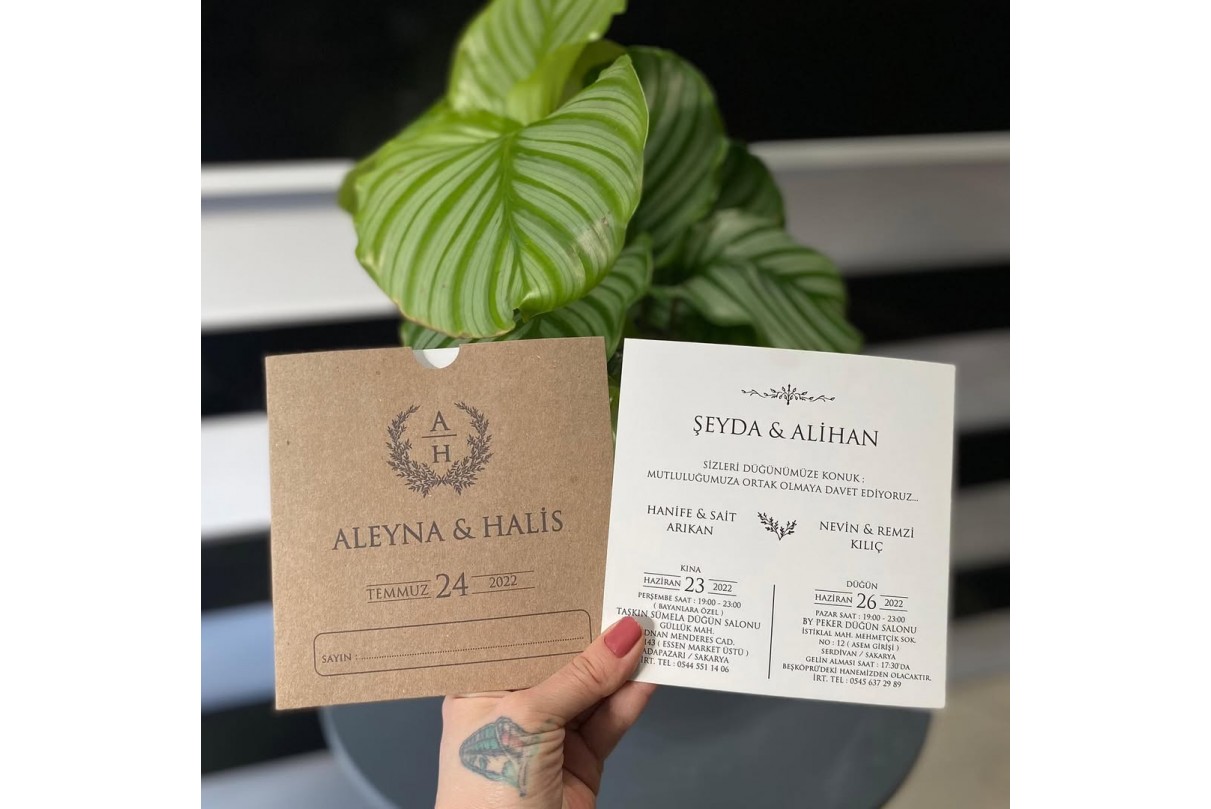 A
H
ALEYNA & HALİS
TEMMUZ 24 2022
SAYIN :
ŞEYDA & ALİHAN
SİZLERİ DÜĞÜNÜMÜZE KONUK ;
MUTLULUĞUMUZA ORTAK OLMAYA DAVET EDİYORUZ...
HANİFE & SAİT
ARIKAN
NEVİN & REMZİ
KILIÇ
KINA
HAZİRAN 23 2022
PERŞEMBE SAAT : 19:00 - 23:00
( BAYANLARA ÖZEL )
TAŞKIN SÜMELA DÜĞÜN SALONU
GÜLLÜK MAH.
DNAN MENDERES CAD.
143 ( ESSEN MARKET ÜSTÜ )
DAPAZARI / SAKARYA
İRT. TEL : 0544 551 14 06
DÜĞÜN
HAZİRAN 26 2022
PAZAR SAAT : 19:00 - 23:00
BY PEKER DÜĞÜN SALONU
İSTİKLAL MAH. MEHMETÇİK SOK.
NO : 12 ( ASEM GİRİŞİ )
SERDİVAN / SAKARYA
GELİN ALMASI SAAT : 17:30'DA
BEŞKÖPRÜ'DEKİ HANEMİZDEN OLACAKTIR.
İRT. TEL : 0545 637 29 89